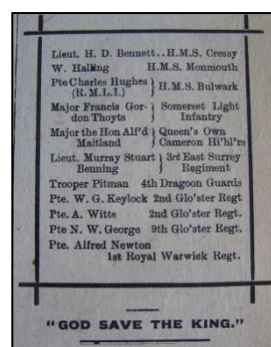 Lieut. H. D. Bennett..H.M.S. Cressy
W. Halling H.M.S. Monmouth
Pte Charles Hughes
(R.M.L.I.) } H.M.S. Bulwark
Major Francis Gor-
don Thoyts } Somerset Light
Infantry
Major the Hon Alf'd
Maitland } Queen's Own
Cameron Hi'hl'rs
Lieut. Murray Stuart
Benning } 3rd East Surrey
Regiment
Trooper Pitman 4th Dragoon Guards
Pte. W. G. Keylock 2nd Glo'ster Regt.
Pte. A. Witts 2nd Glo'ster Regt.
Pte N. W. George 9th Glo'ster Regt.
Pte. Alfred Newton
1st Royal Warwick Regt.
"GOD SAVE THE KING."